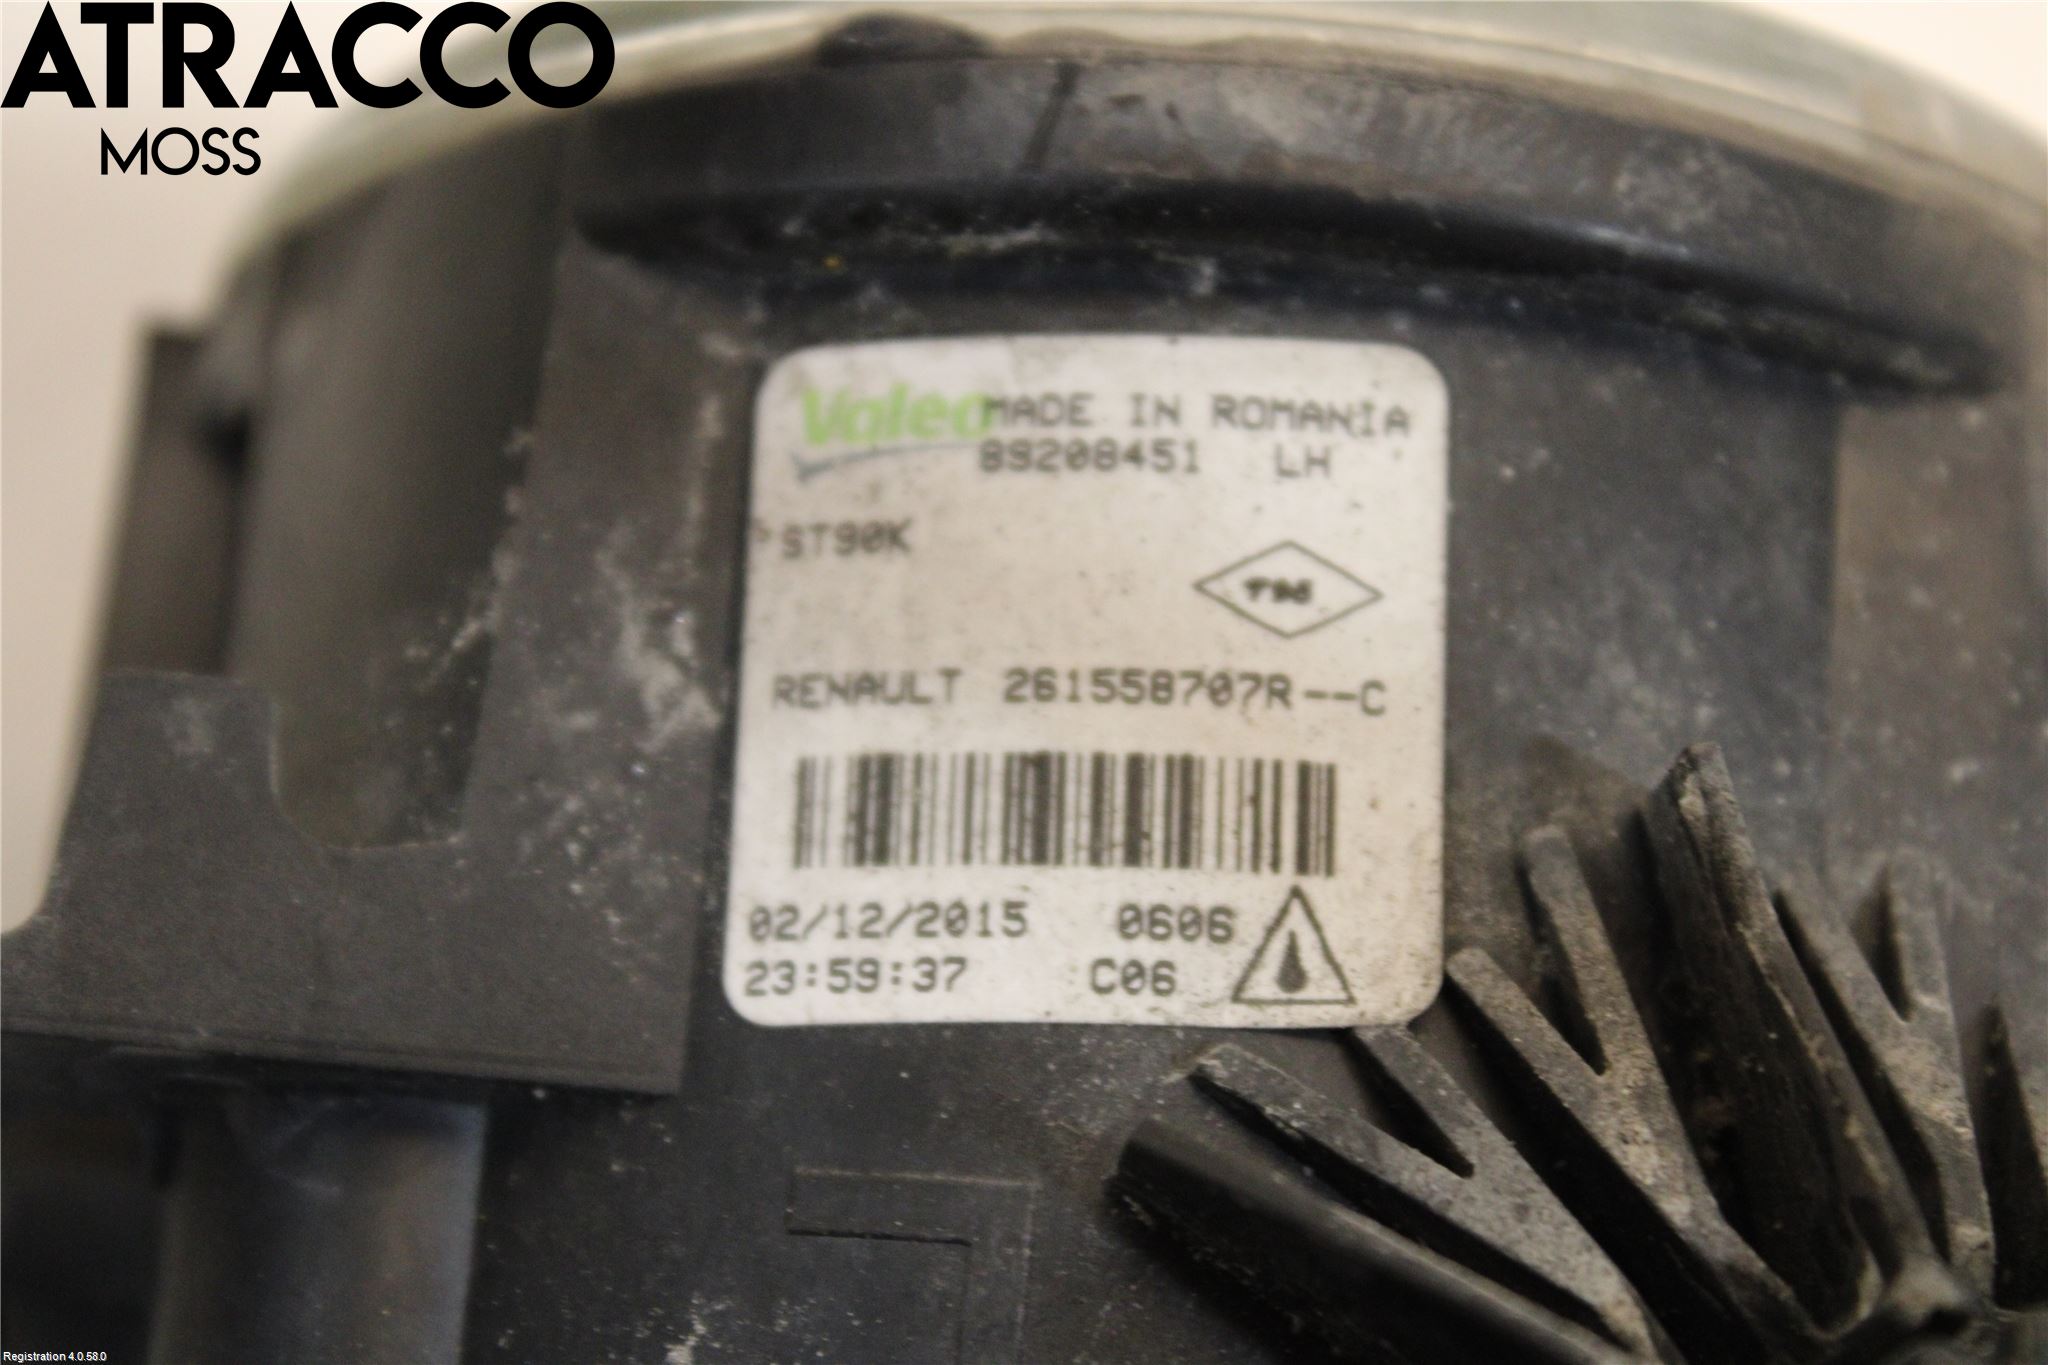 ATRACCO
MOSS
Valeo MADE IN ROMANIA
89208451 LH
ST90K
RENAULT 261558707R--C
02/12/2015 0606
23:59:37 C06
Registration 4.0.58.0